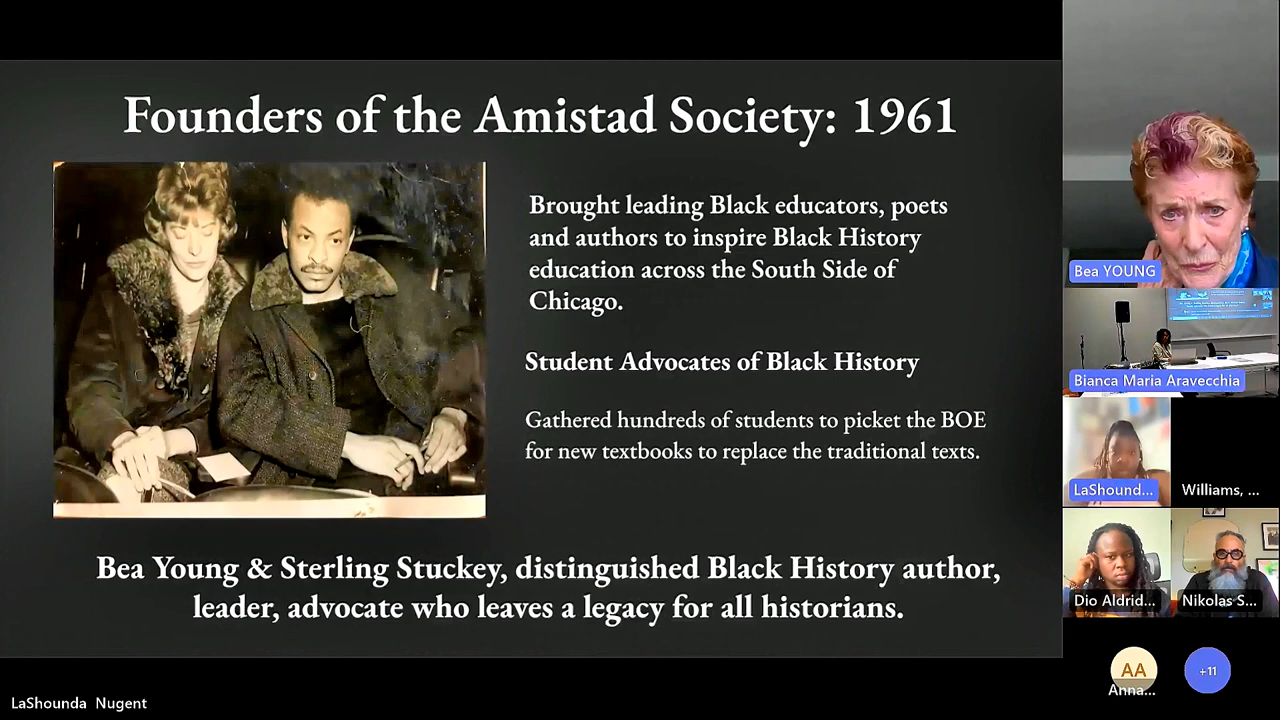 Founders of the Amistad Society: 1961
Brought leading Black educators, poets
and authors to inspire Black History
education across the South Side of
Chicago.
Student Advocates of Black History
Gathered hundreds of students to picket the BOE
for new textbooks to replace the traditional texts.
Bea Young & Sterling Stuckey, distinguished Black History author,
leader, advocate who leaves a legacy for all historians.
Bea YOUNG
Bianca Maria Aravecchia
LaShound...
Williams, ...
Dio Aldrid...
Nikolas S...
AA
Anna...
+11
LaShounda Nugent